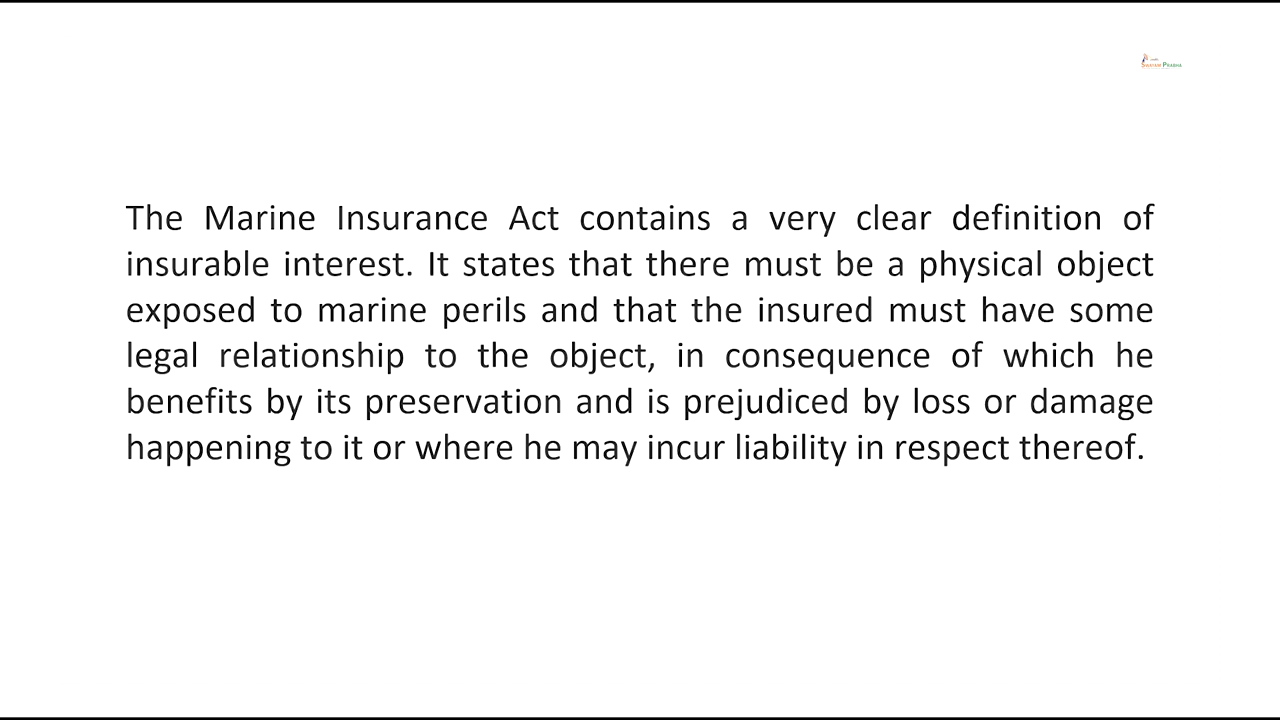 Swayam Prabha
The Marine Insurance Act contains a very clear definition of
insurable interest. It states that there must be a physical object
exposed to marine perils and that the insured must have some
legal relationship to the object, in consequence of which he
benefits by its preservation and is prejudiced by loss or damage
happening to it or where he may incur liability in respect thereof.